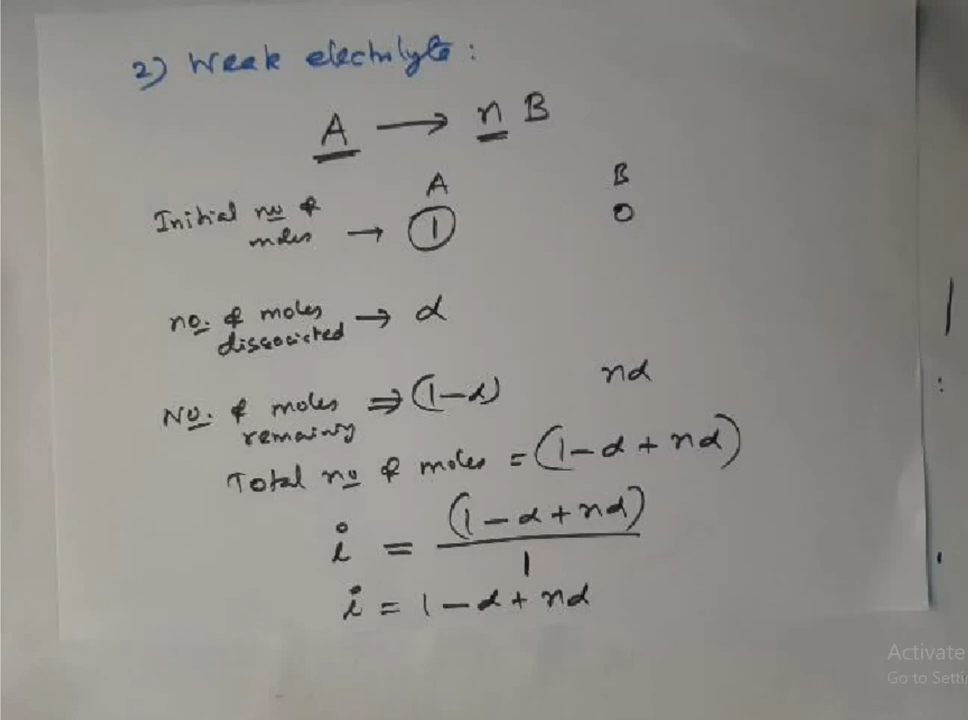 2) Weak electrolyte :
A → n B
A B
Initial no of moles → 1 0
no. of moles dissociated → α
No. of moles remaining ⇒ (1-α) nα
Total no of moles = (1-α + nα)
i = (1-α+nα)
1
i = 1-α+nα
Activate
Go to Setti